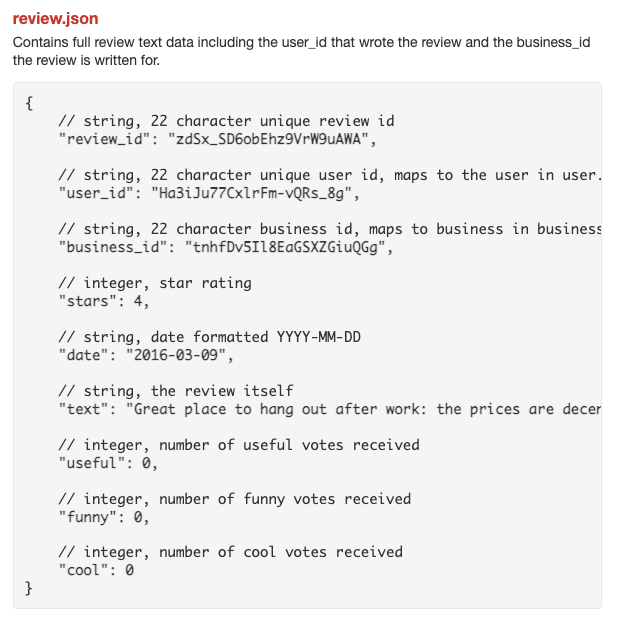 review.json
Contains full review text data including the user_id that wrote the review and the business_id
the review is written for.
{
// string, 22 character unique review id
"review_id": "zdSx_SD6obEhz9VrW9uAWA",
// string, 22 character unique user id, maps to the user in user.
"user_id": "Ha3iJu77CxlrFm-vQRs_8g",
// string, 22 character business id, maps to business in business
"business_id": "tnhfDv5Il8EaGSXZGiuQGg",
// integer, star rating
"stars": 4,
// string, date formatted YYYY-MM-DD
"date": "2016-03-09",
// string, the review itself
"text": "Great place to hang out after work: the prices are decen
// integer, number of useful votes received
"useful": 0,
// integer, number of funny votes received
"funny": 0,
// integer, number of cool votes received
"cool": 0
}